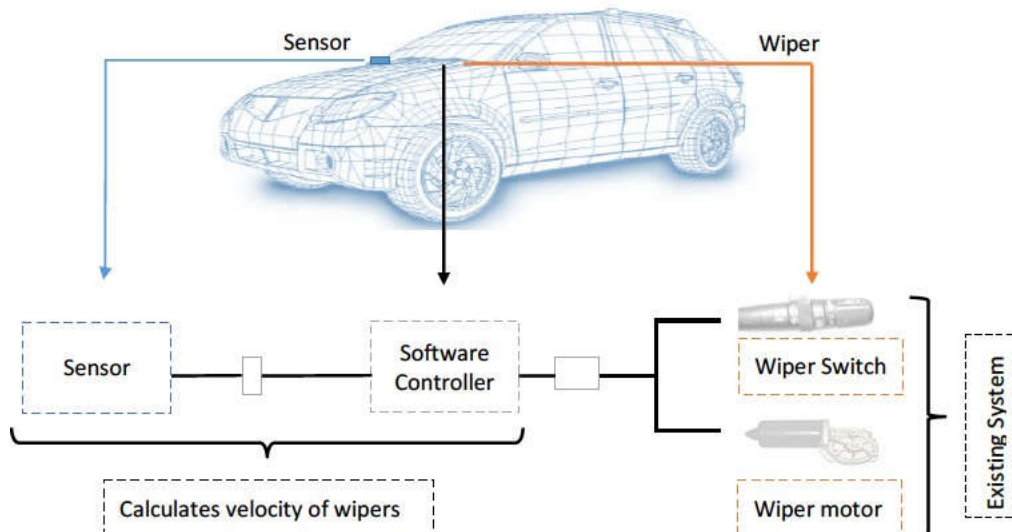 Sensor
Wiper
Sensor
Software
Controller
Wiper Switch
Wiper motor
Calculates velocity of wipers
Existing System